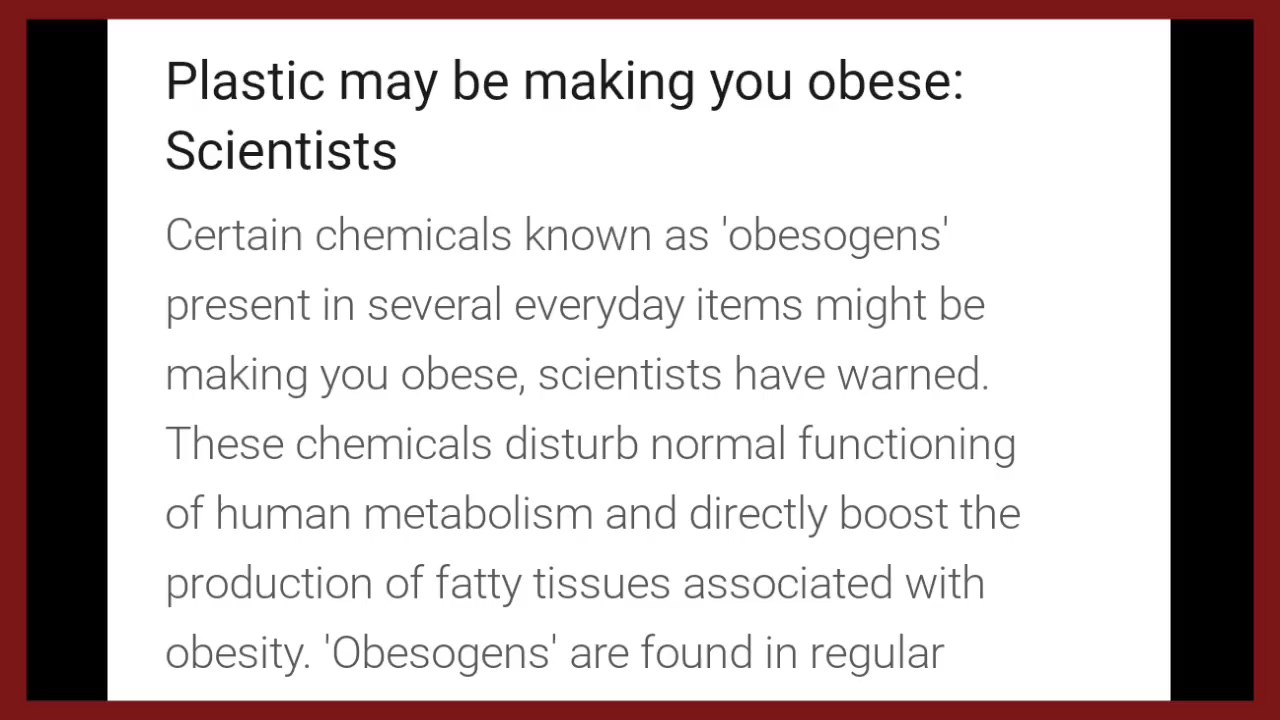 Plastic may be making you obese:
Scientists
Certain chemicals known as 'obesogens'
present in several everyday items might be
making you obese, scientists have warned.
These chemicals disturb normal functioning
of human metabolism and directly boost the
production of fatty tissues associated with
obesity. 'Obesogens' are found in regular